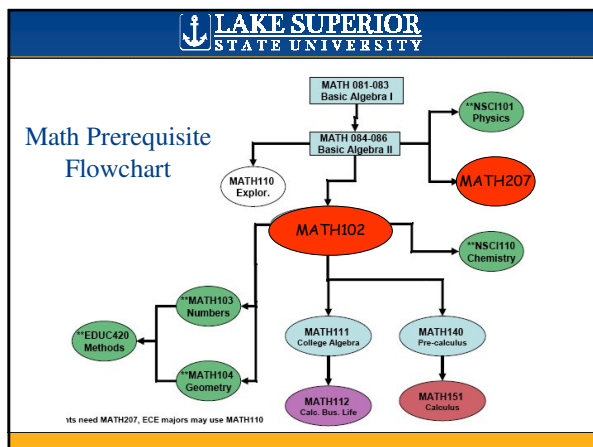 LAKE SUPERIOR
STATE UNIVERSITY
Math Prerequisite
Flowchart
MATH 081-083
Basic Algebra I
MATH 084-086
Basic Algebra II
**NSCI101
Physics
MATH110
Explor.
MATH207
MATH102
**NSCI110
Chemistry
**MATH103
Numbers
**EDUC420
Methods
**MATH104
Geometry
MATH111
College Algebra
MATH140
Pre-calculus
MATH112
Calc. Bus. Life
MATH151
Calculus
nts need MATH207, ECE majors may use MATH110